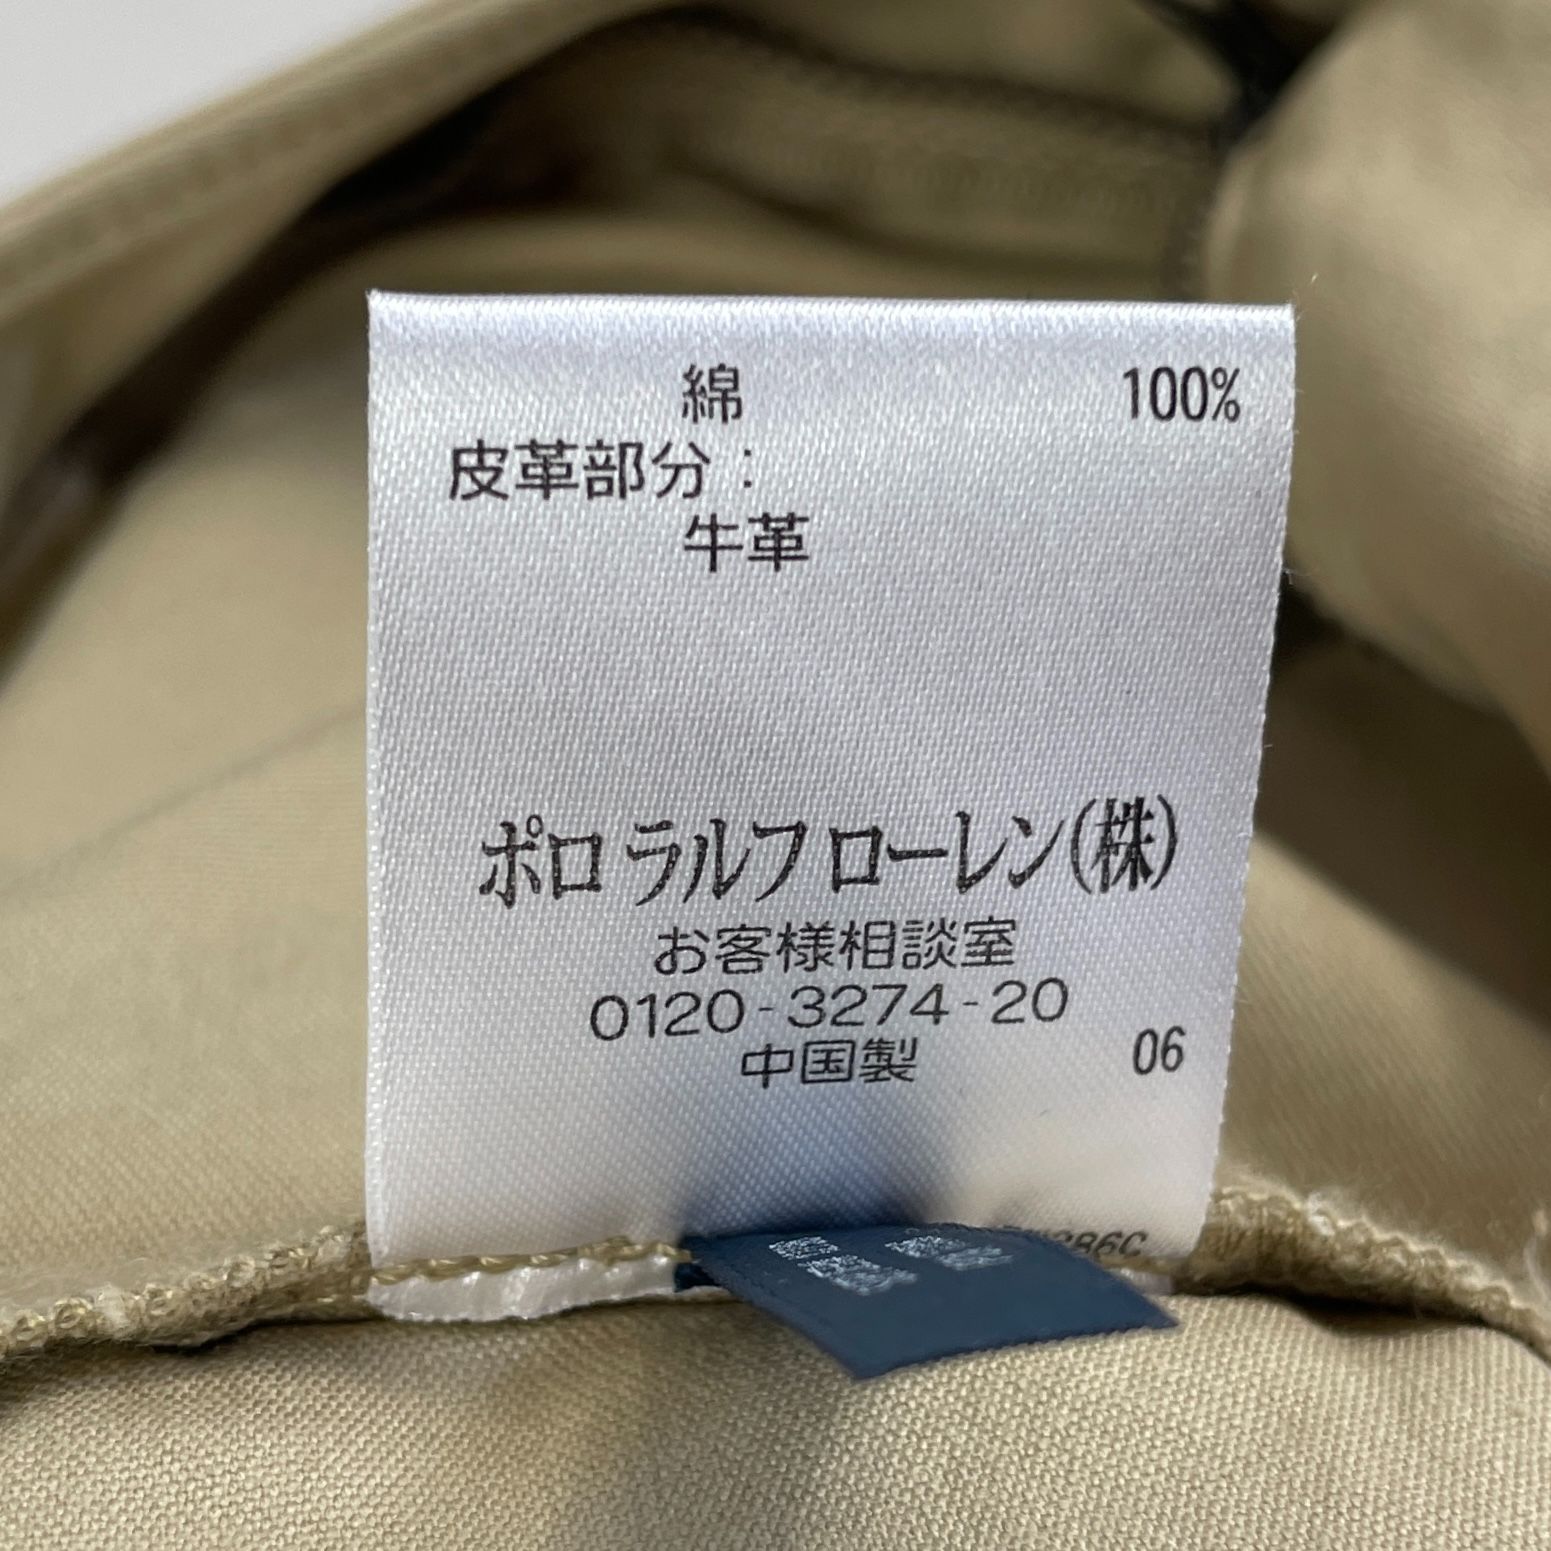 綿 100%
皮革部分:
牛革
ポロ ラルフ ローレン(株)
お客様相談室
0120-3274-20
中国製 06